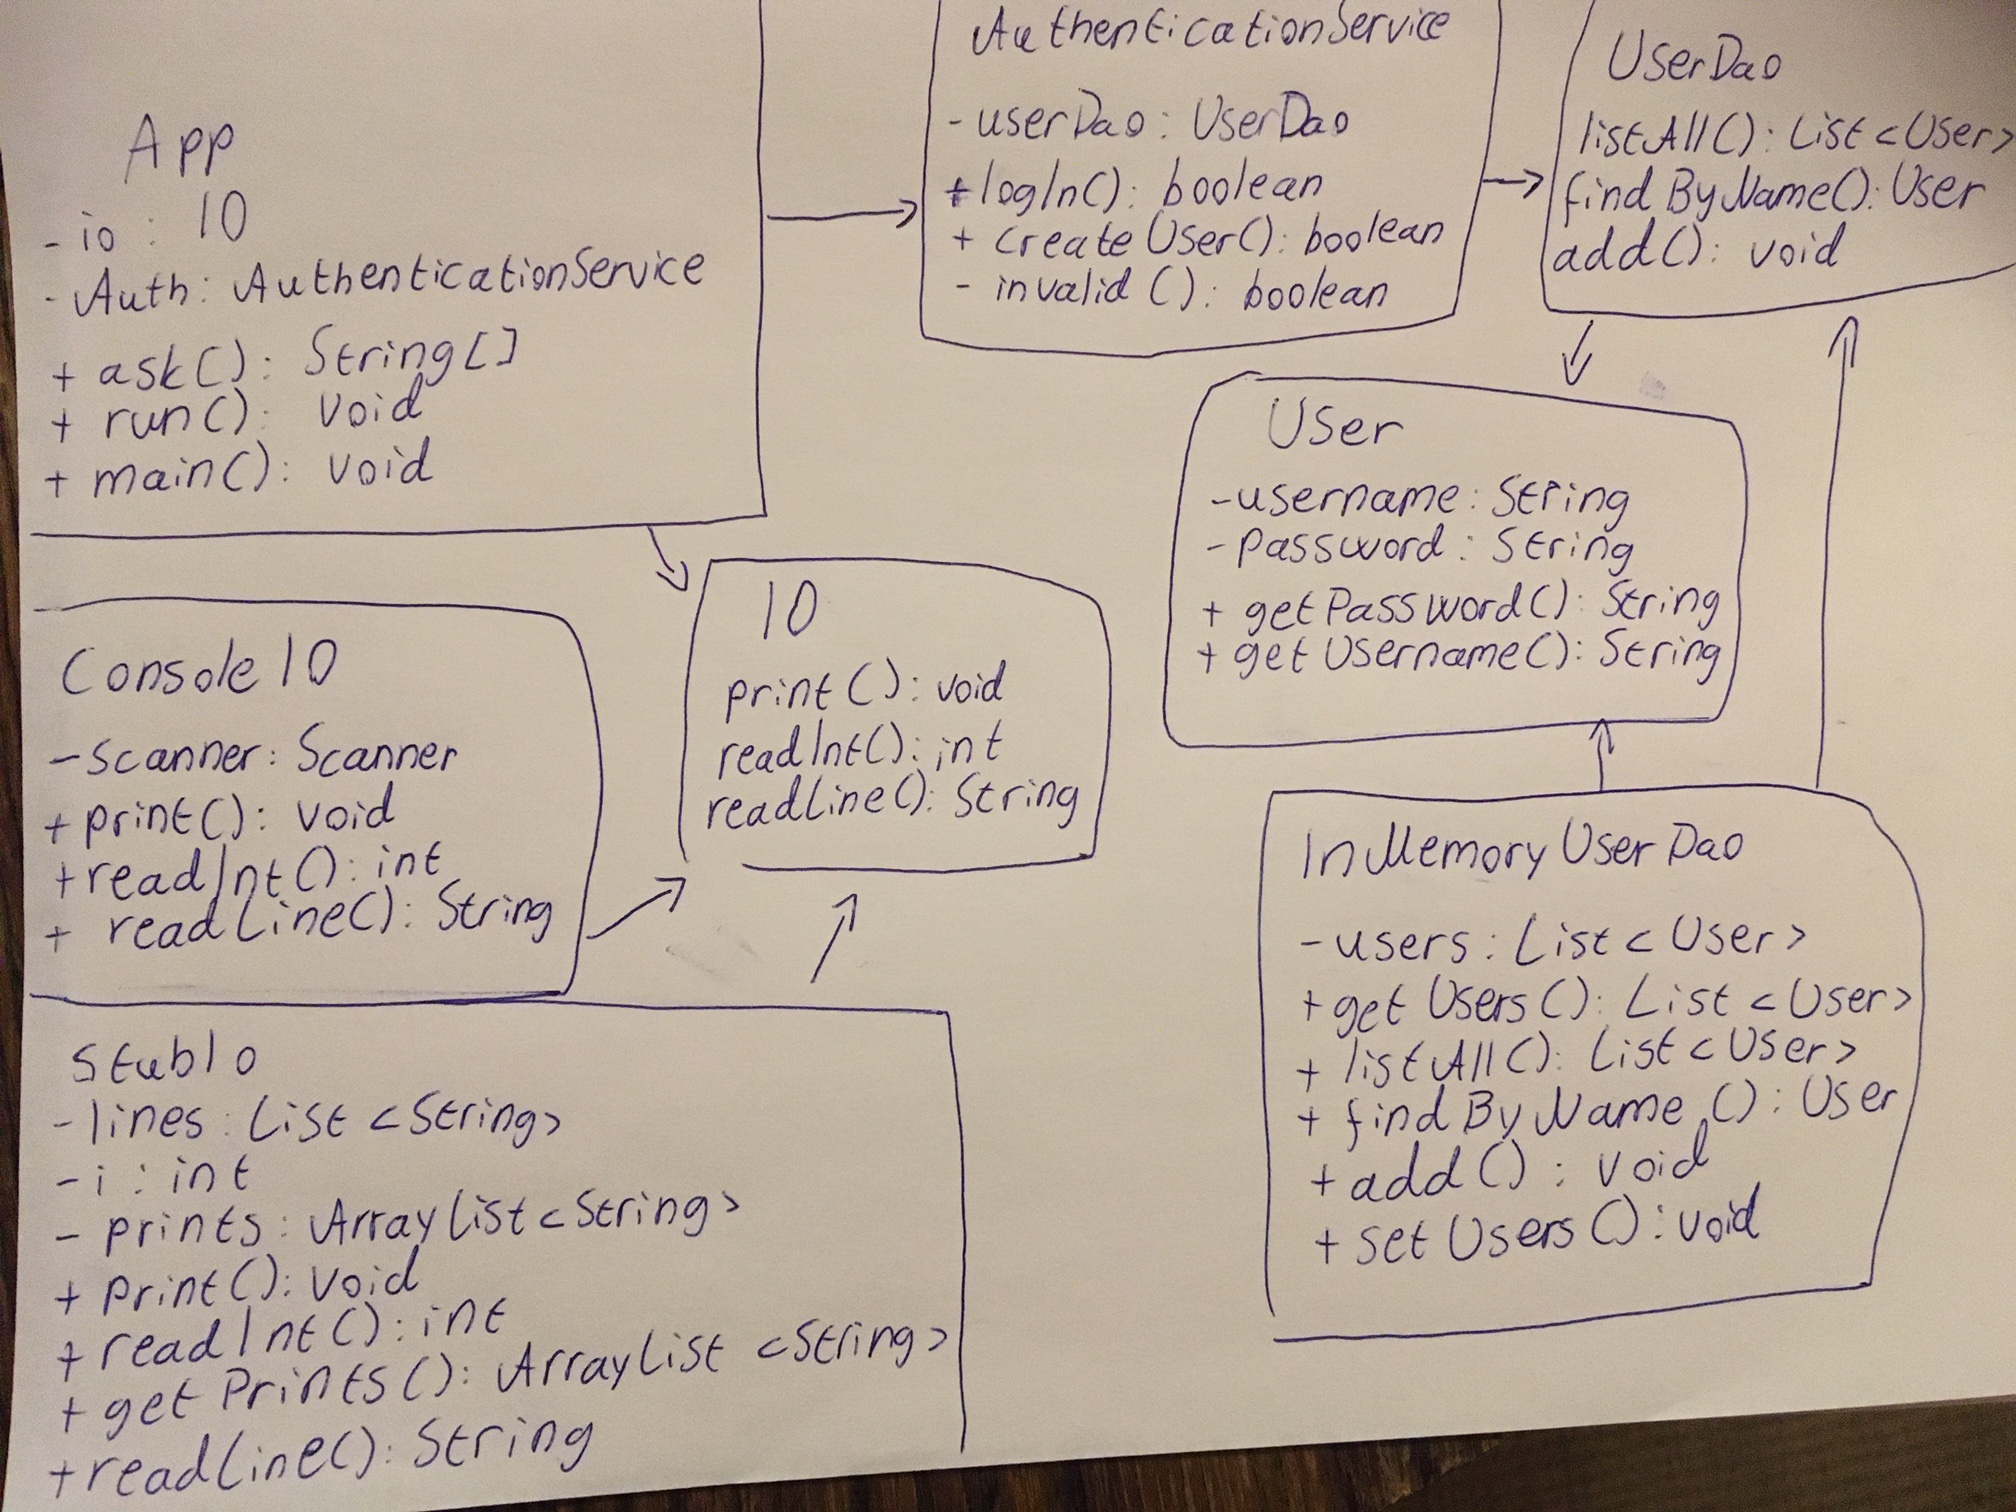 App
- io : IO
- Auth: AuthenticationService
+ ask(): String[]
+ run(): void
+ main(): void
AuthenticationService
- userDao: UserDao
+ logIn(): boolean
+ createUser(): boolean
- invalid(): boolean
UserDao
listAll(): List<User>
findByName(): User
add(): void
User
- username: String
- Password: String
+ getPassword(): String
+ getUsername(): String
ConsoleIO
- scanner: Scanner
+ print(): void
+ readInt(): int
+ readLine(): String
IO
print(): void
readInt(): int
readLine(): String
InMemoryUserDao
- users: List<User>
+ getUsers(): List<User>
+ listAll(): List<User>
+ findByName(): User
+ add(): void
+ setUsers(): void
StubIo
- lines: List<String>
- i: int
- prints: ArrayList<String>
+ print(): void
+ readInt(): int
+ getPrints(): ArrayList<String>
+ readLine(): String